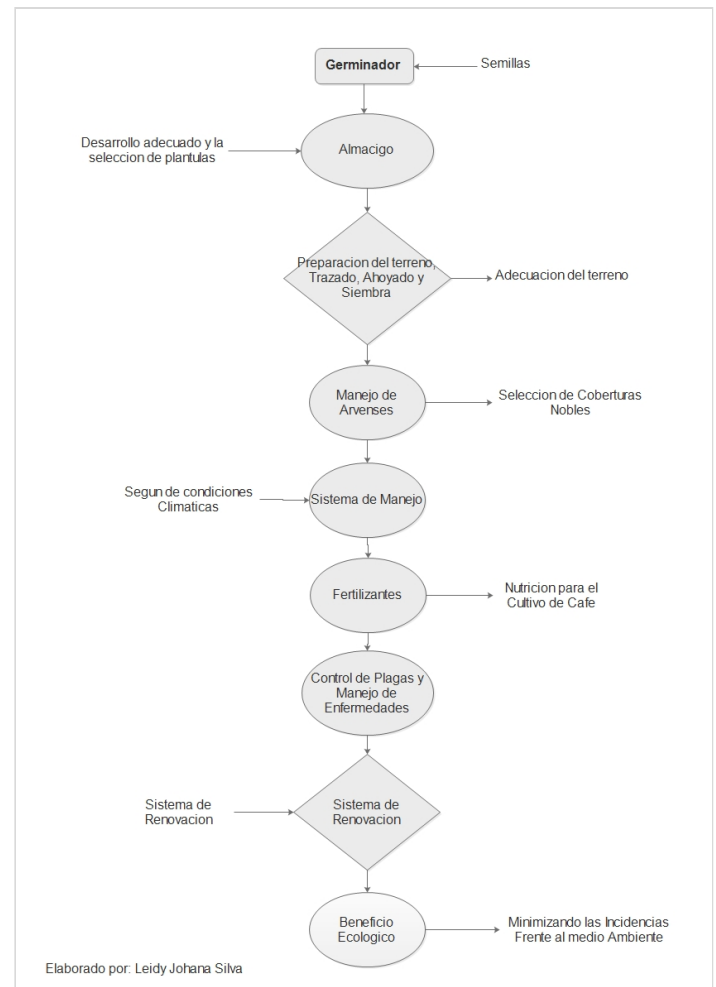 Germinador
Semillas
Desarrollo adecuado y la
seleccion de plantulas
Almacigo
Preparacion del terreno,
Trazado, Ahoyado y
Siembra
Adecuacion del terreno
Manejo de
Arvenses
Seleccion de Coberturas
Nobles
Segun de condiciones
Climaticas
Sistema de Manejo
Fertilizantes
Nutricion para el
Cultivo de Cafe
Control de Plagas y
Manejo de
Enfermedades
Sistema de
Renovacion
Sistema de
Renovacion
Beneficio
Ecologico
Minimizando las Incidencias
Frente al medio Ambiente
Elaborado por: Leidy Johana Silva